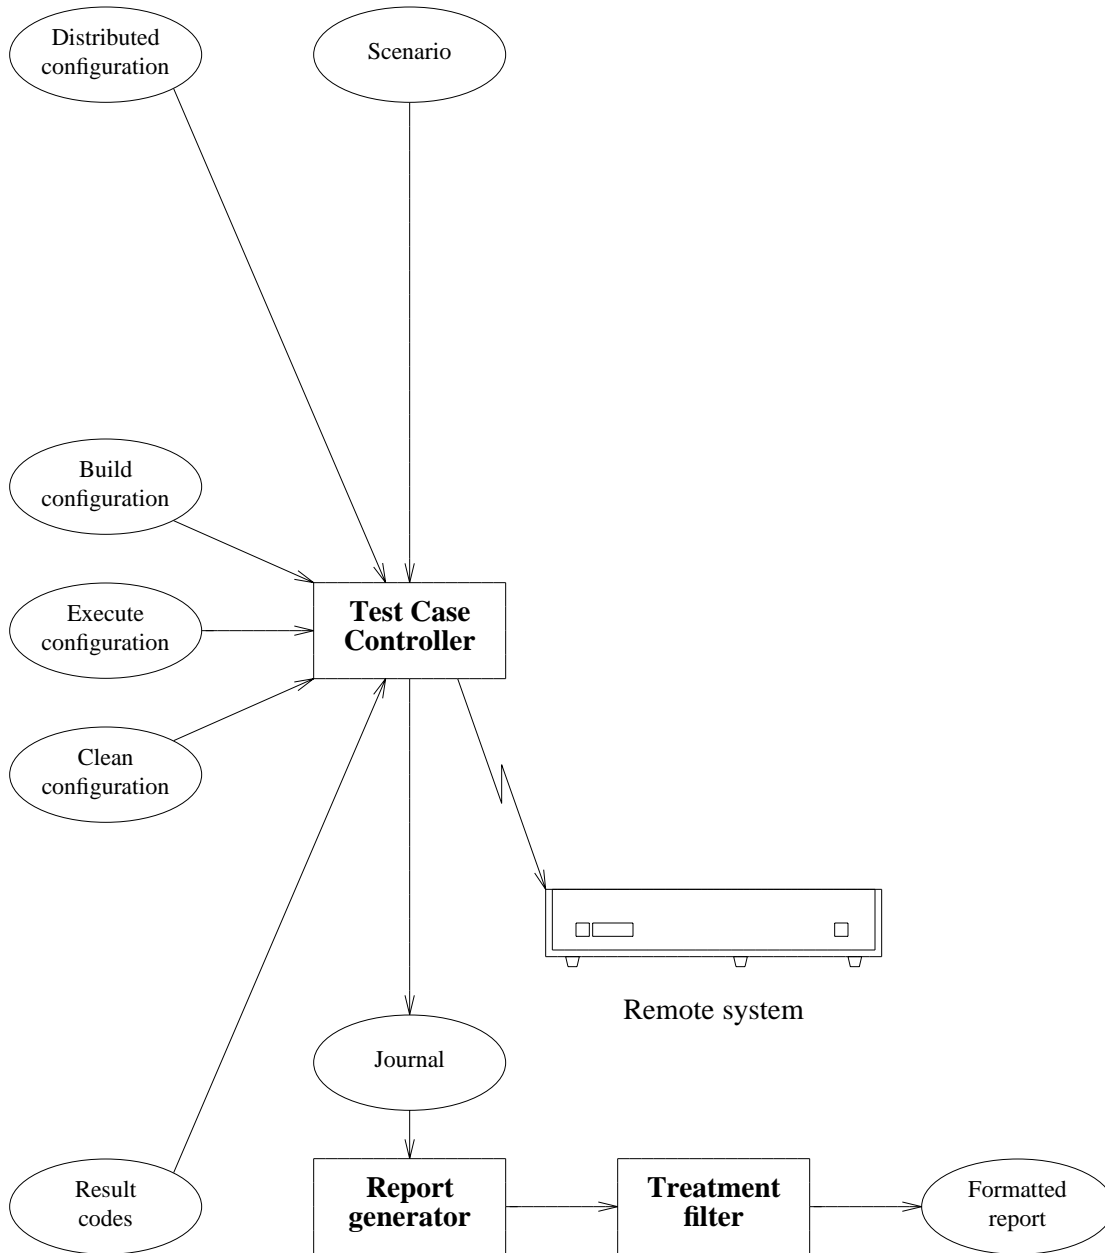 Distributed
configuration
Scenario
Build
configuration
Execute
configuration
Test Case
Controller
Clean
configuration
Remote system
Journal
Result
codes
Report
generator
Treatment
filter
Formatted
report